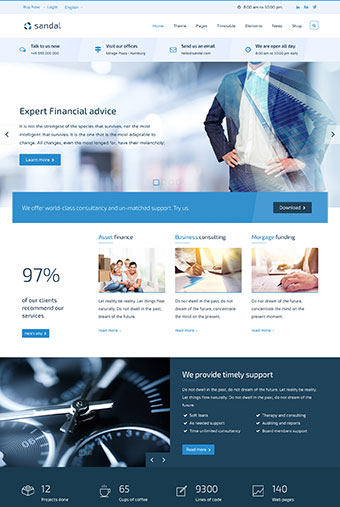 Buy Now Login English
8:00 am to 10:00 pm
sandal
Home Theme Pages Timetable Elements News Shop
Talk to us now
+49 555 000 000
Visit our offices
Mirage Plaza - Hamburg
Send us an email
hello@sandal.com
We are open all day
8:00 am to 10:00 pm daily
Expert Financial advice
It is not the strongest of the species that survives, nor the most
intelligent that survives. It is the one that is the most adaptable to
change. All changes, even the most longed for, have their melancholy;
Learn more
We offer world-class consultancy and un-matched support. Try us.
Download
97%
of our clients
recommend our
services
Here's why
Asset finance
Let reality be reality. Let things flow
naturally. Do not dwell in the past,
dream of the future.
read more
Business consulting
Do not dwell in the past, do not
dream of the future, concentrate
the mind on the present.
read more
Mortgage funding
Do not dwell in the past, do not
dream of the future, concentrate
the mind on the present moment.
read more
We provide timely support
Do not dwell in the past, do not dream of the future. Let reality be reality.
Let things flow naturally. Do not dwell in the past, do not dream of the
future.
Soft loans
As needed support
Time unlimited consultancy
Therapy and consulting
Auditing and reports
Board members support
Read more
12
Projects done
65
Cups of coffee
9300
Lines of code
140
Web pages